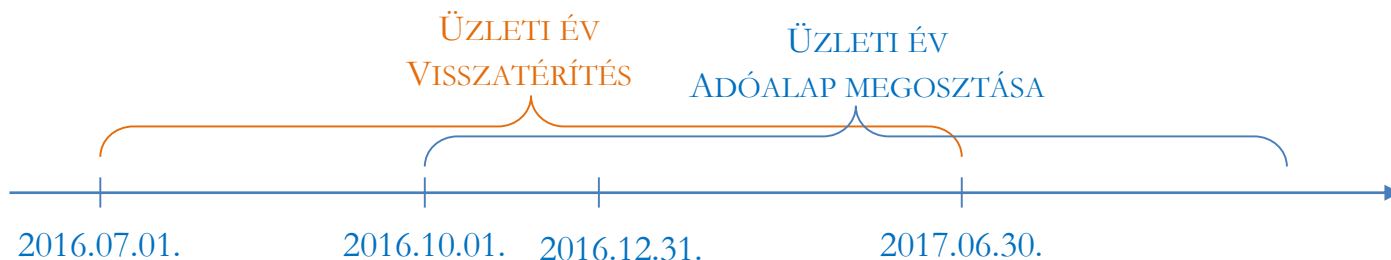 ÜZLETI ÉV
VISSZATÉRÍTÉS
ÜZLETI ÉV
ADÓALAP MEGOSZTÁSA
2016.07.01.
2016.10.01.
2016.12.31.
2017.06.30.